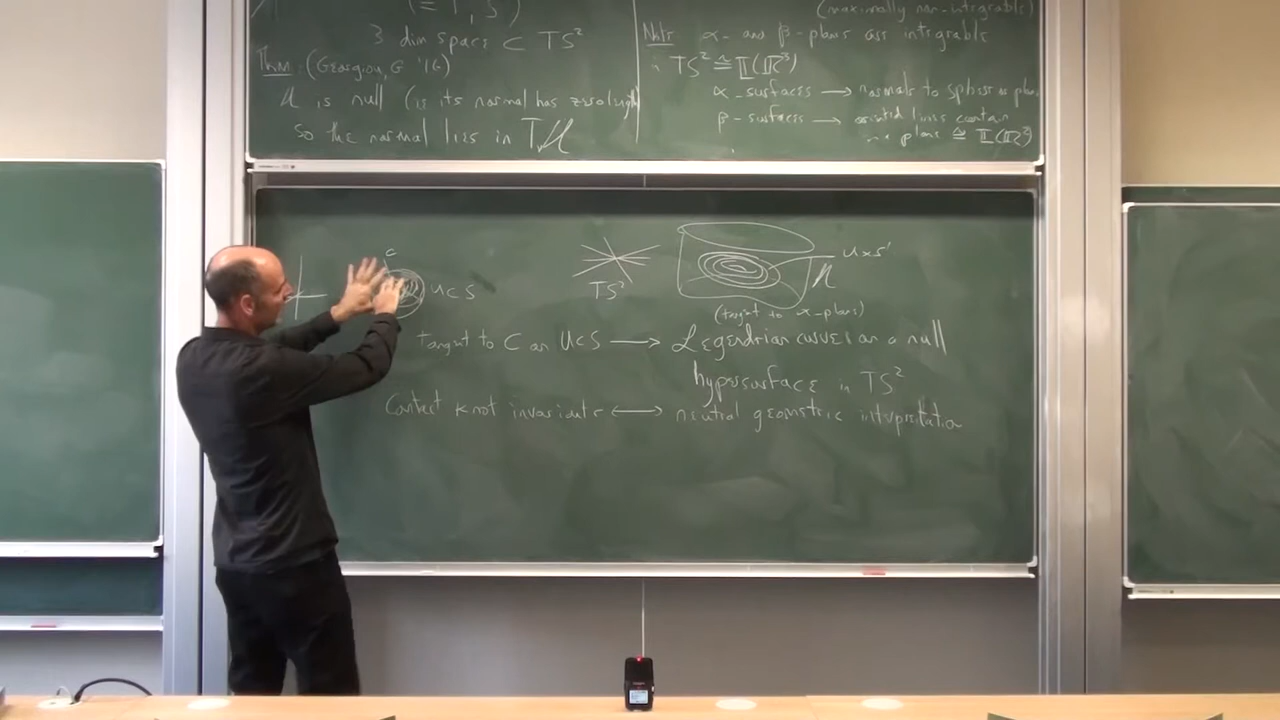 3 dim space ⊂ TS²
Thm: (Georgiou, G '16)
H is null (ie its normal has zero length
so the normal lies in TH
(maximally non-integrable)
Note: α- and β-planes are integrable
in TS² ≅ 𝕃(ℝ³)
α-surfaces → normals to spheres or planes
β-surfaces → oriented lines contain
in a plane ≅ 𝕃(ℝ³)
C
U ⊂ S
TS²
U×S¹
H
(tangent to α-planes)
tangent to C on U⊂S → Legendrian curves on a null
hypersurface in TS²
Contact knot invariants ↔ neutral geometric interpretation